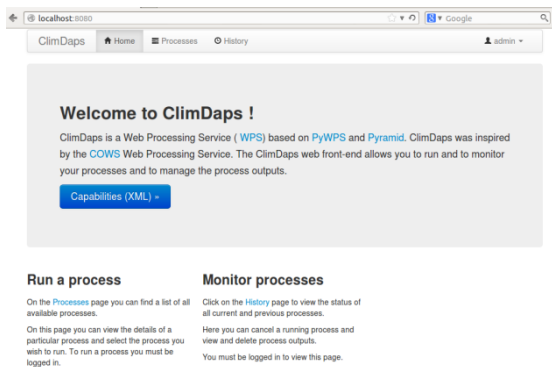 localhost:8080
Google
ClimDaps Home Processes History admin
Welcome to ClimDaps !
ClimDaps is a Web Processing Service ( WPS) based on PyWPS and Pyramid. ClimDaps was inspired
by the COWS Web Processing Service. The ClimDaps web front-end allows you to run and to monitor
your processes and to manage the process outputs.
Capabilities (XML) »
Run a process
On the Processes page you can find a list of all
available processes.
On this page you can view the details of a
particular process and select the process you
wish to run. To run a process you must be
logged in.
Monitor processes
Click on the History page to view the status of
all current and previous processes.
Here you can cancel a running process and
view and delete process outputs.
You must be logged in to view this page.